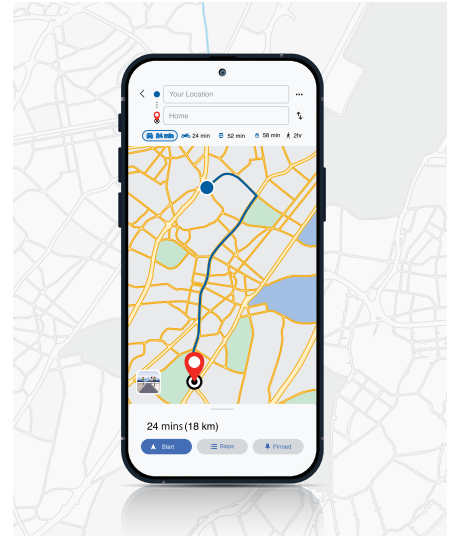 Your Location
Home
24 min 24 min 52 min 58 min 2hr
24 mins (18 km)
Start Steps Pinned